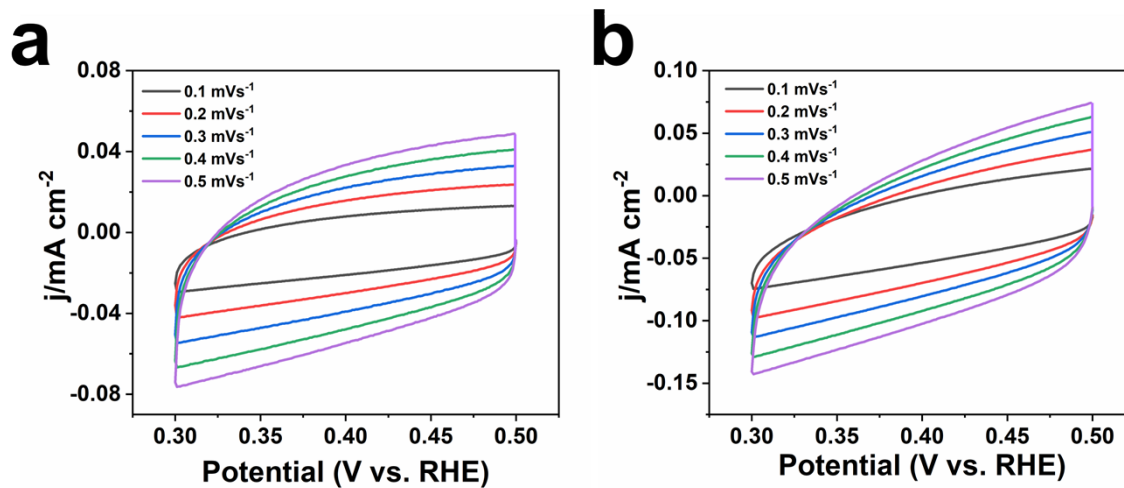 a
0.08
0.04
0.00
-0.04
-0.08
j/mA cm⁻²
0.1 mVs⁻¹
0.2 mVs⁻¹
0.3 mVs⁻¹
0.4 mVs⁻¹
0.5 mVs⁻¹
0.30 0.35 0.40 0.45 0.50
Potential (V vs. RHE)
b
0.10
0.05
0.00
-0.05
-0.10
-0.15
j/mA cm⁻²
0.1 mVs⁻¹
0.2 mVs⁻¹
0.3 mVs⁻¹
0.4 mVs⁻¹
0.5 mVs⁻¹
0.30 0.35 0.40 0.45 0.50
Potential (V vs. RHE)